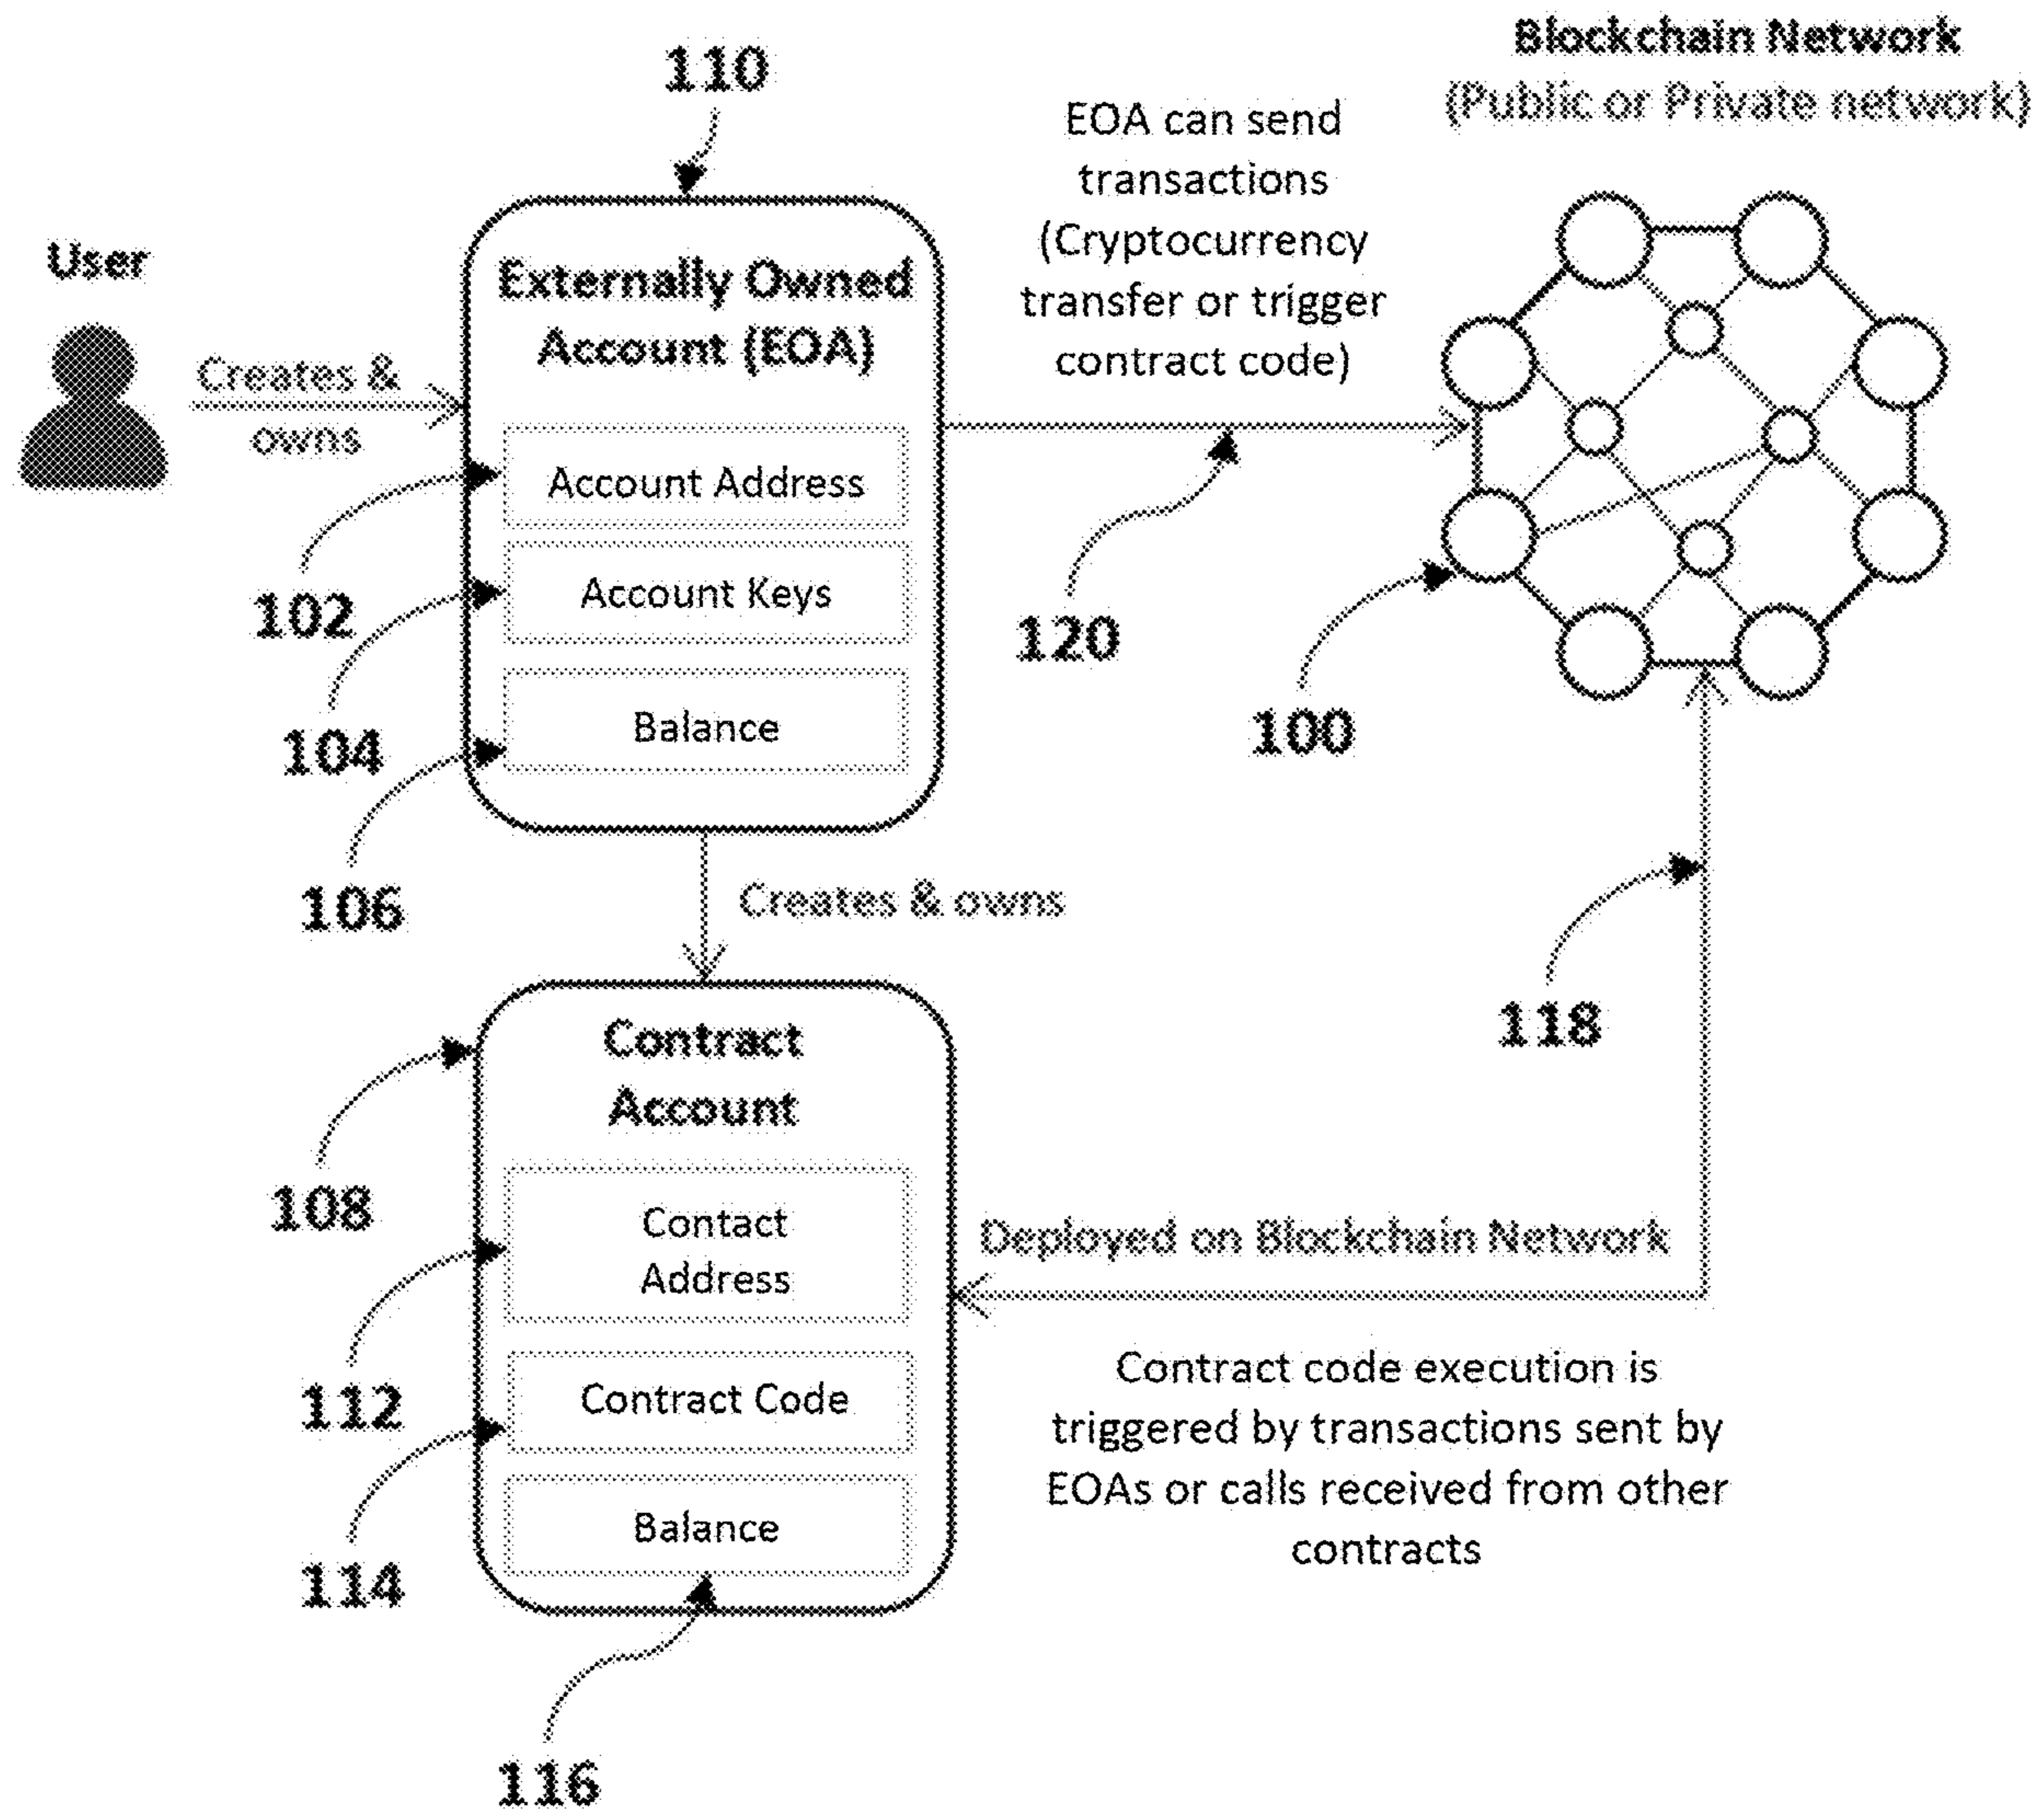 110
Blockchain Network
(Public or Private network)
EOA can send
transactions
(Cryptocurrency
transfer or trigger
contract code)
User
Creates &
owns
Externally Owned
Account (EOA)
Account Address
Account Keys
Balance
102
104
106
120
100
Creates & owns
118
Contract
Account
108
Contact
Address
112
Contract Code
114
Balance
116
Deployed on Blockchain Network
Contract code execution is
triggered by transactions sent by
EOAs or calls received from other
contracts